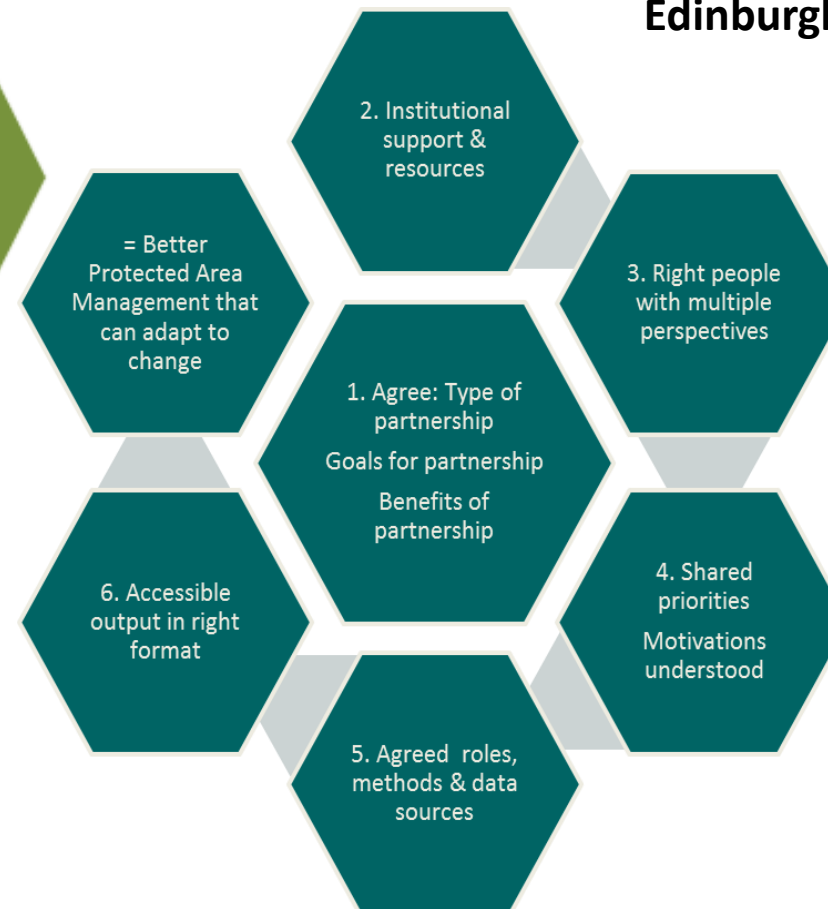 2. Institutional
support &
resources
= Better
Protected Area
Management that
can adapt to
change
3. Right people
with multiple
perspectives
1. Agree: Type of
partnership
Goals for partnership
Benefits of
partnership
6. Accessible
output in right
format
4. Shared
priorities
Motivations
understood
5. Agreed roles,
methods & data
sources